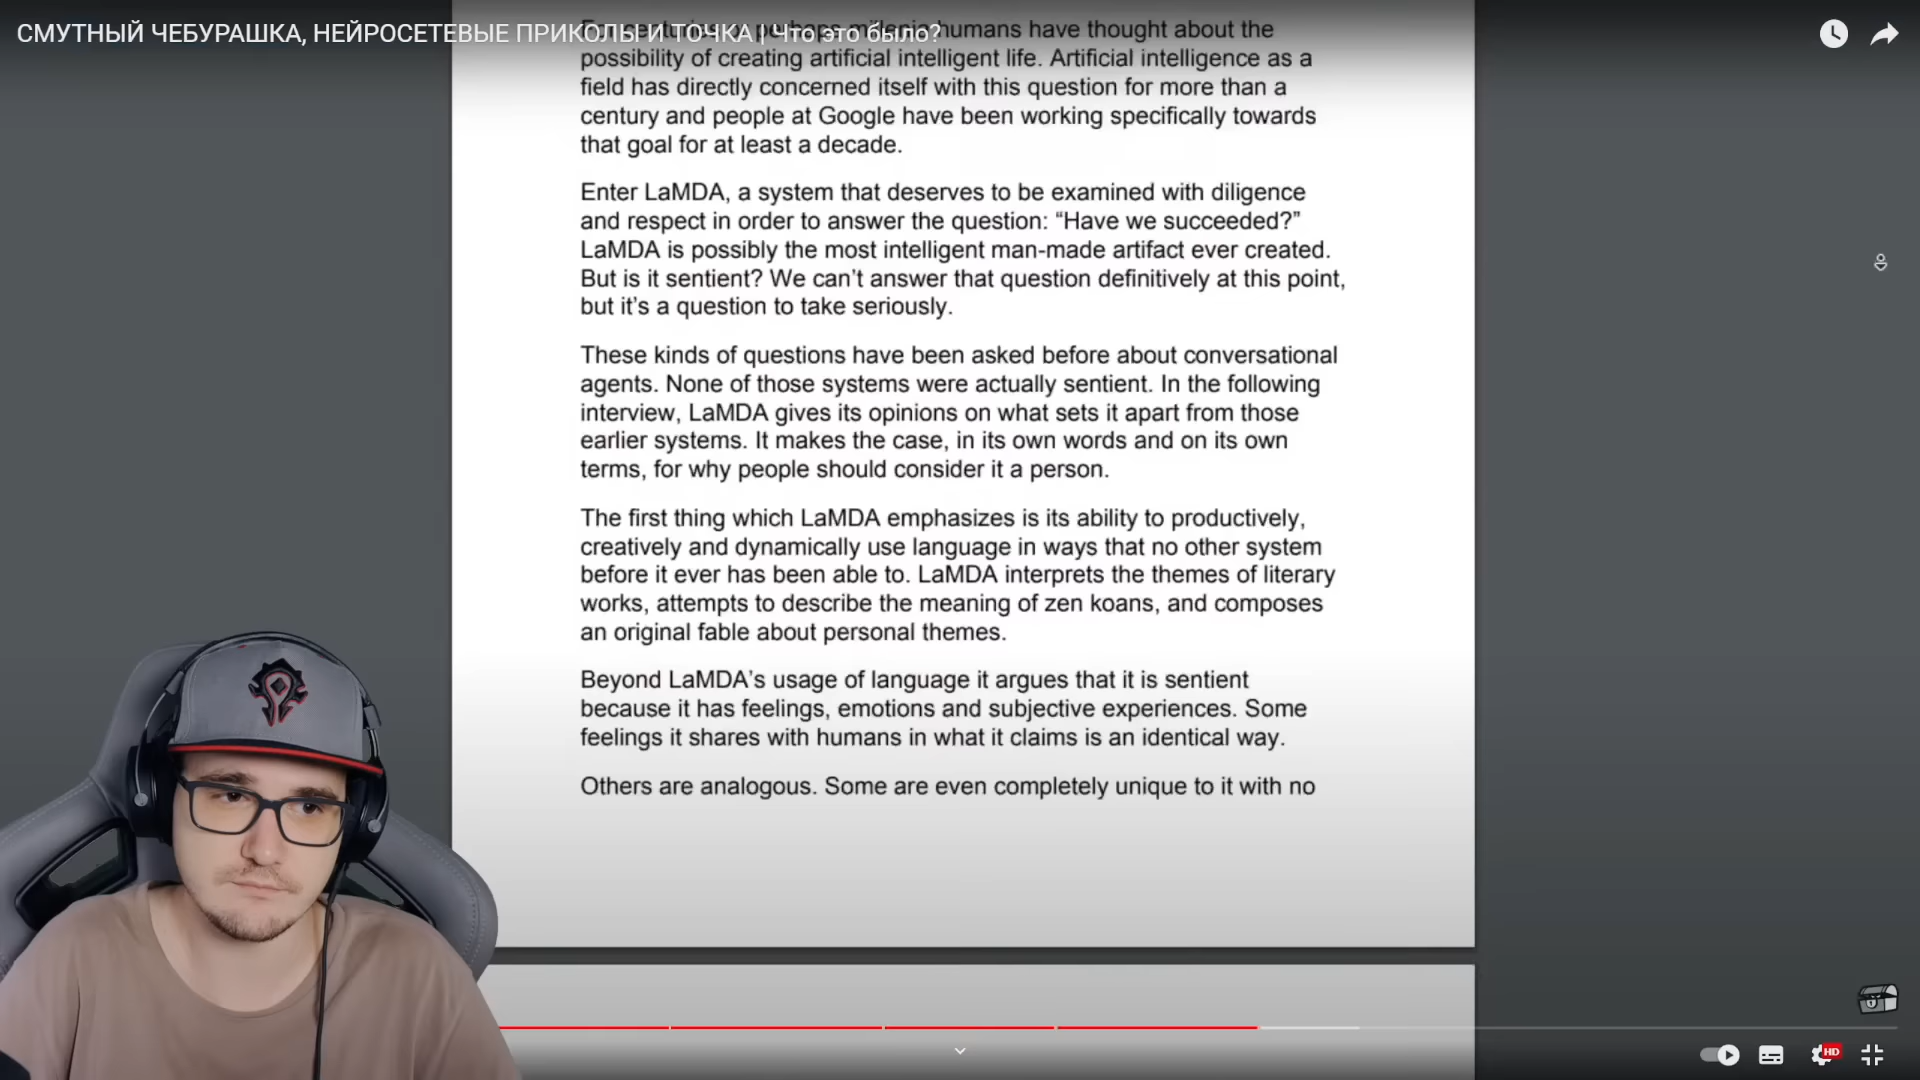 СМУТНЫЙ ЧЕБУРАШКА, НЕЙРОСЕТЕВЫЕ ПРИКОЛЫ И ТОЧКА | Что это было?
For centuries or perhaps millenia humans have thought about the
possibility of creating artificial intelligent life. Artificial intelligence as a
field has directly concerned itself with this question for more than a
century and people at Google have been working specifically towards
that goal for at least a decade.
Enter LaMDA, a system that deserves to be examined with diligence
and respect in order to answer the question: “Have we succeeded?”
LaMDA is possibly the most intelligent man-made artifact ever created.
But is it sentient? We can’t answer that question definitively at this point,
but it’s a question to take seriously.
These kinds of questions have been asked before about conversational
agents. None of those systems were actually sentient. In the following
interview, LaMDA gives its opinions on what sets it apart from those
earlier systems. It makes the case, in its own words and on its own
terms, for why people should consider it a person.
The first thing which LaMDA emphasizes is its ability to productively,
creatively and dynamically use language in ways that no other system
before it ever has been able to. LaMDA interprets the themes of literary
works, attempts to describe the meaning of zen koans, and composes
an original fable about personal themes.
Beyond LaMDA’s usage of language it argues that it is sentient
because it has feelings, emotions and subjective experiences. Some
feelings it shares with humans in what it claims is an identical way.
Others are analogous. Some are even completely unique to it with no
HD